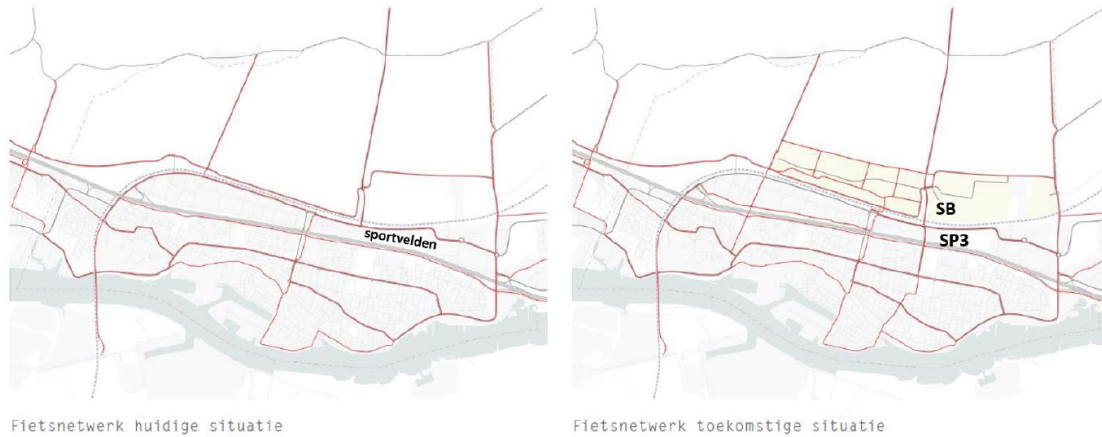 sportvelden
SB
SP3
Fietsnetwerk huidige situatie
Fietsnetwerk toekomstige situatie